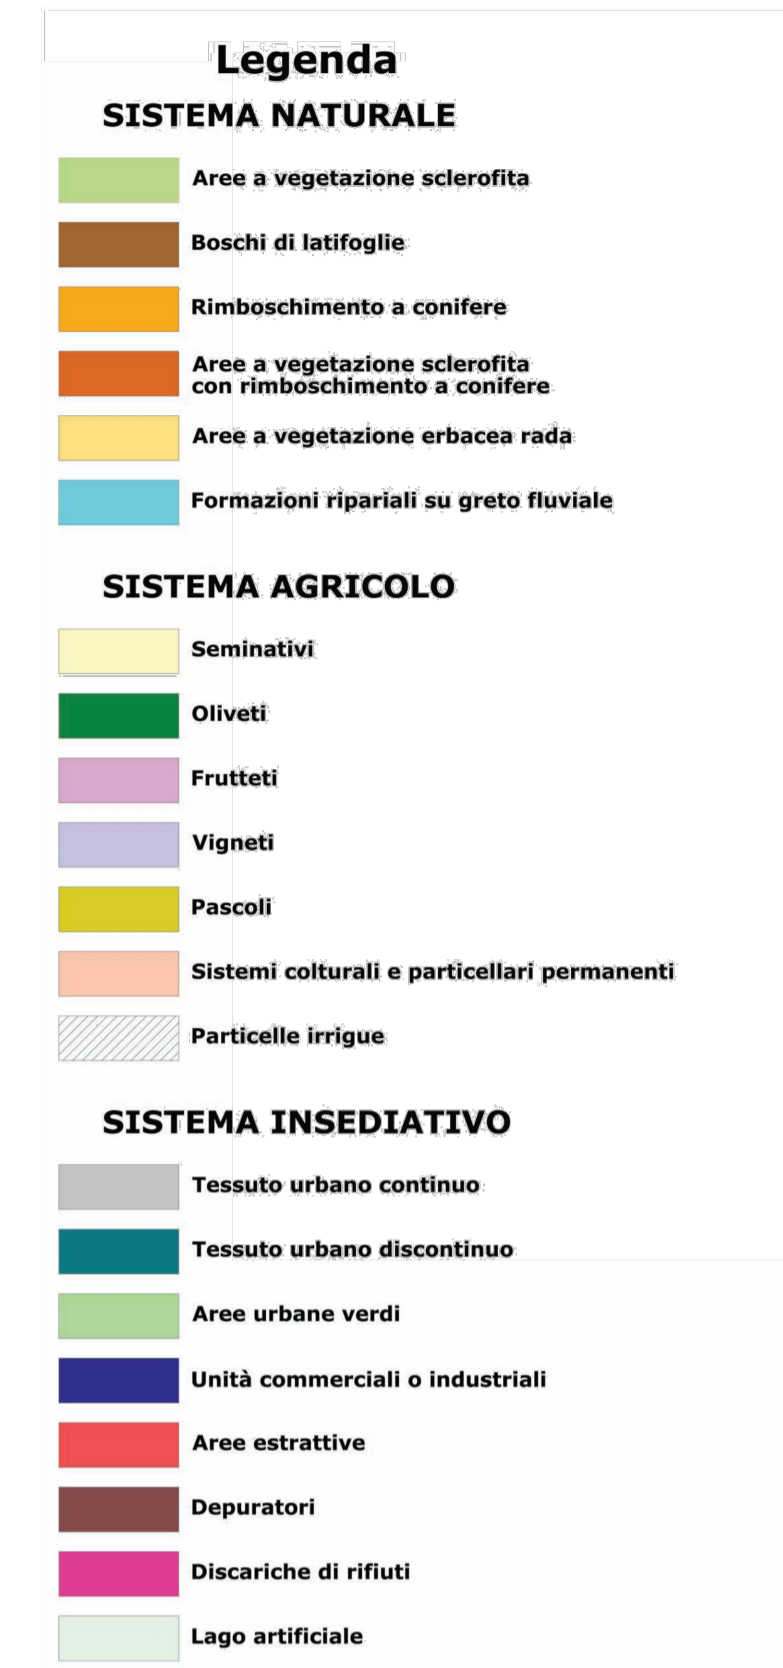 Legenda
SISTEMA NATURALE
Aree a vegetazione sclerofita
Boschi di latifoglie
Rimboschimento a conifere
Aree a vegetazione sclerofita
con rimboschimento a conifere
Aree a vegetazione erbacea rada
Formazioni ripariali su greto fluviale
SISTEMA AGRICOLO
Seminativi
Oliveti
Frutteti
Vigneti
Pascoli
Sistemi colturali e particellari permanenti
Particelle irrigue
SISTEMA INSEDIATIVO
Tessuto urbano continuo
Tessuto urbano discontinuo
Aree urbane verdi
Unità commerciali o industriali
Aree estrattive
Depuratori
Discariche di rifiuti
Lago artificiale